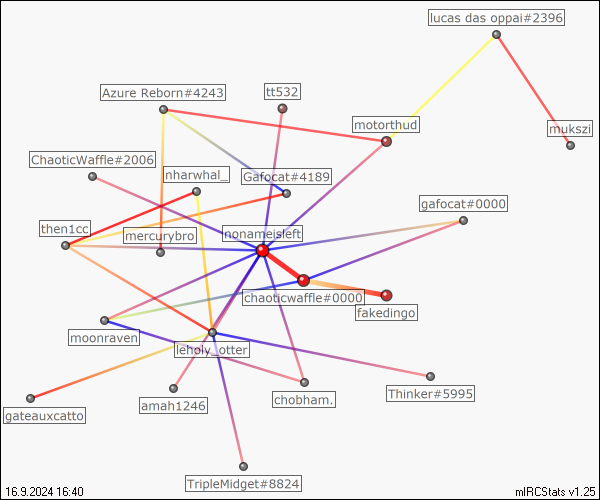 lucas das oppai#2396
Azure Reborn#4243
tt532
motorthud
mukszi
ChaoticWaffle#2006
nharwhal_
Gafocat#4189
gafocat#0000
then1cc
mercurybro
nonameisleft
chaoticwaffle#0000
fakedingo
moonraven
leholy_otter
Thinker#5995
chobham.
amah1246
gateauxcatto
TripleMidget#8824
16.9.2024 16:40
mIRCStats v1.25